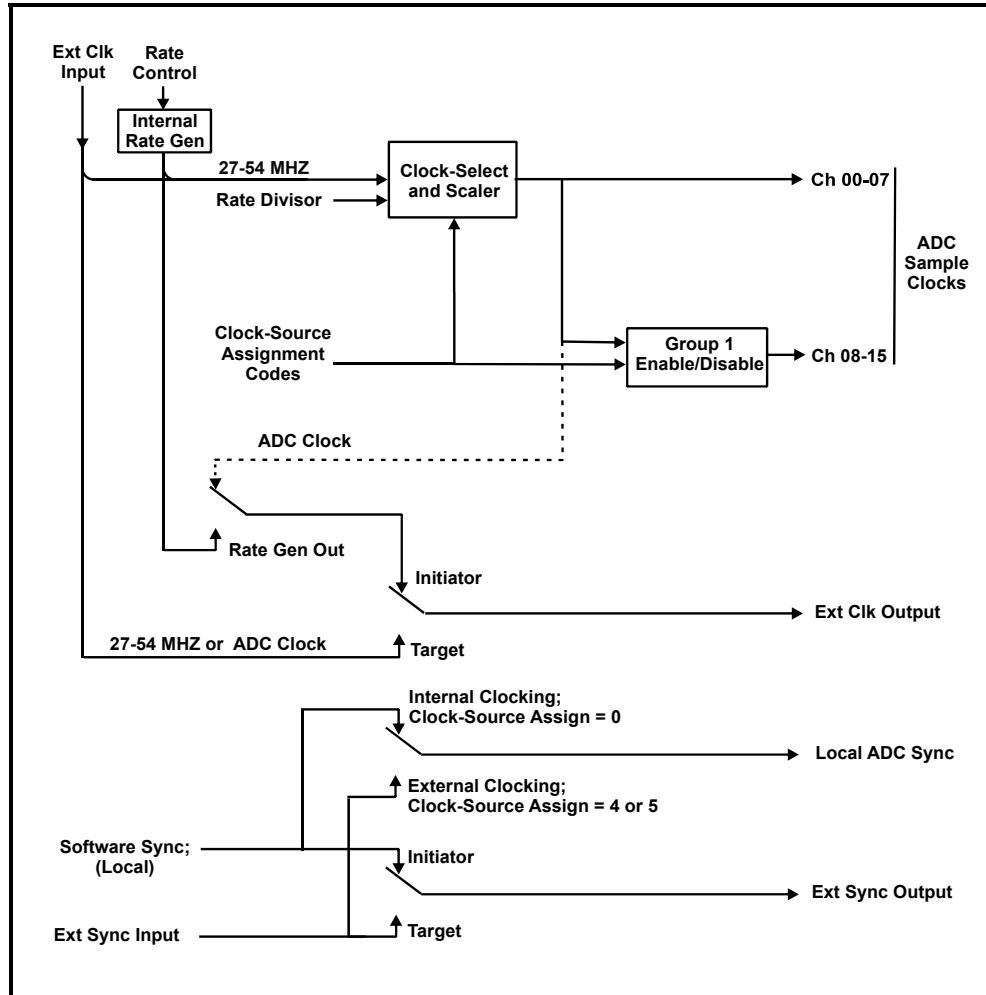 Ext Clk
Input
Rate
Control
Internal
Rate Gen
27-54 MHZ
Rate Divisor
Clock-Select
and Scaler
Ch 00-07
ADC
Sample
Clocks
Clock-Source
Assignment
Codes
Group 1
Enable/Disable
Ch 08-15
ADC Clock
Rate Gen Out
Initiator
Ext Clk Output
27-54 MHZ or ADC Clock
Target
Internal Clocking;
Clock-Source Assign = 0
Local ADC Sync
External Clocking;
Clock-Source Assign = 4 or 5
Software Sync;
(Local)
Initiator
Ext Sync Output
Ext Sync Input
Target